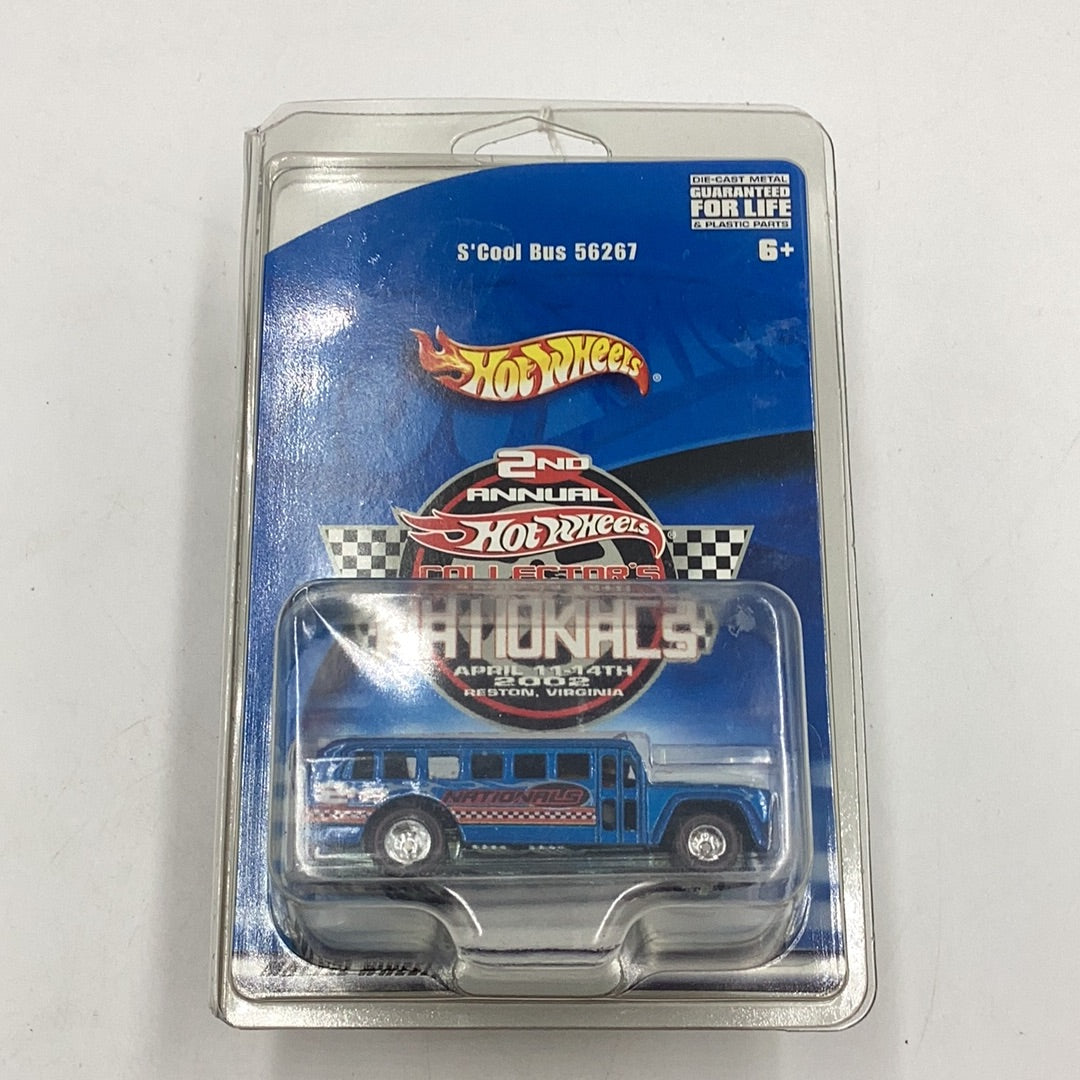 DIE-CAST METAL
GUARANTEED
FOR LIFE
& PLASTIC PARTS
6+
S'Cool Bus 56267
Hot Wheels®
2ND
ANNUAL
Hot Wheels®
COLLECTOR'S
NATIONALS
APRIL 11-14TH
2002
RESTON, VIRGINIA
NATIONALS